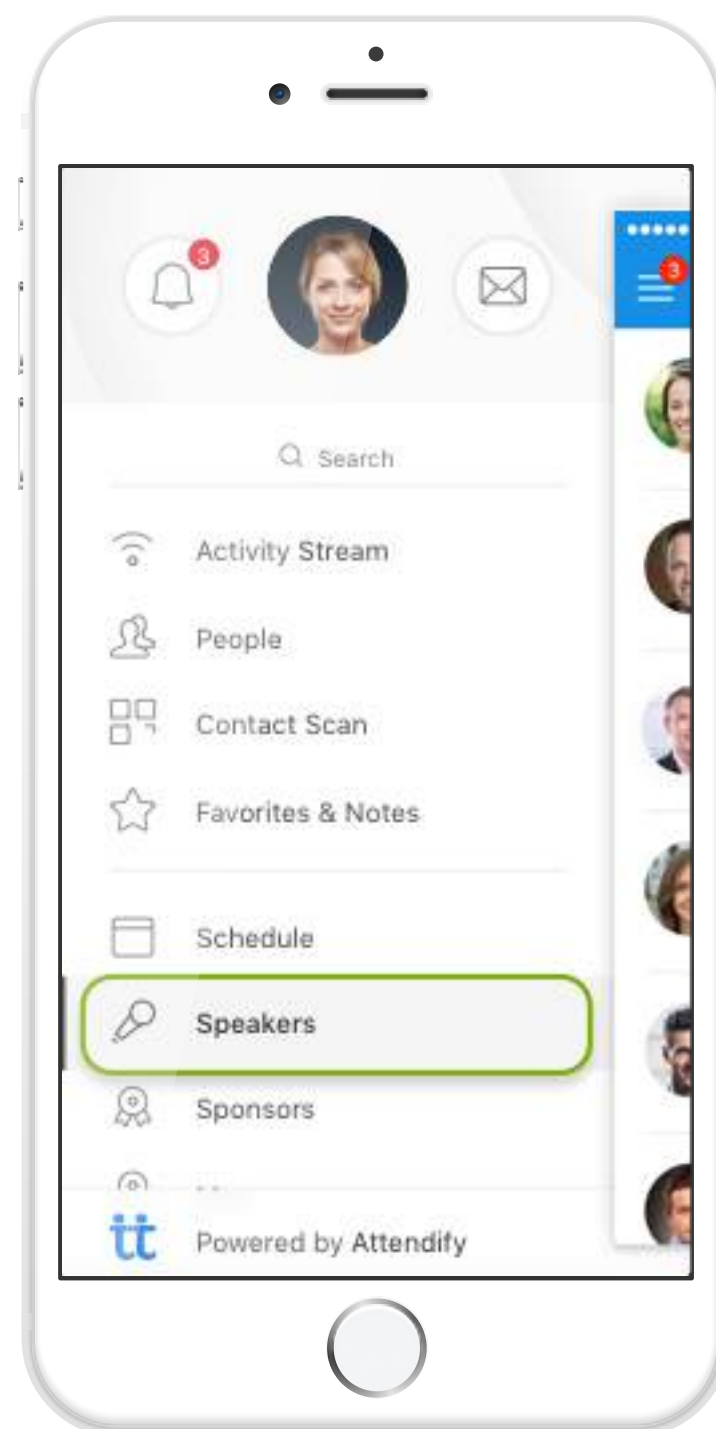 3
3
Search
Activity Stream
People
Contact Scan
Favorites & Notes
Schedule
Speakers
Sponsors
Powered by Attendify